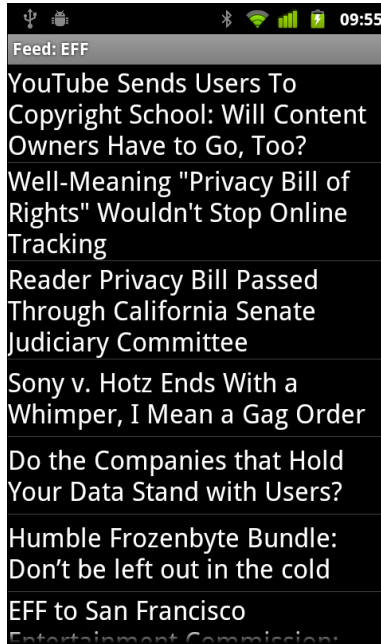 09:55
Feed: EFF
YouTube Sends Users To
Copyright School: Will Content
Owners Have to Go, Too?
Well-Meaning "Privacy Bill of
Rights" Wouldn't Stop Online
Tracking
Reader Privacy Bill Passed
Through California Senate
Judiciary Committee
Sony v. Hotz Ends With a
Whimper, I Mean a Gag Order
Do the Companies that Hold
Your Data Stand with Users?
Humble Frozenbyte Bundle:
Don’t be left out in the cold
EFF to San Francisco
Entertainment Commission: